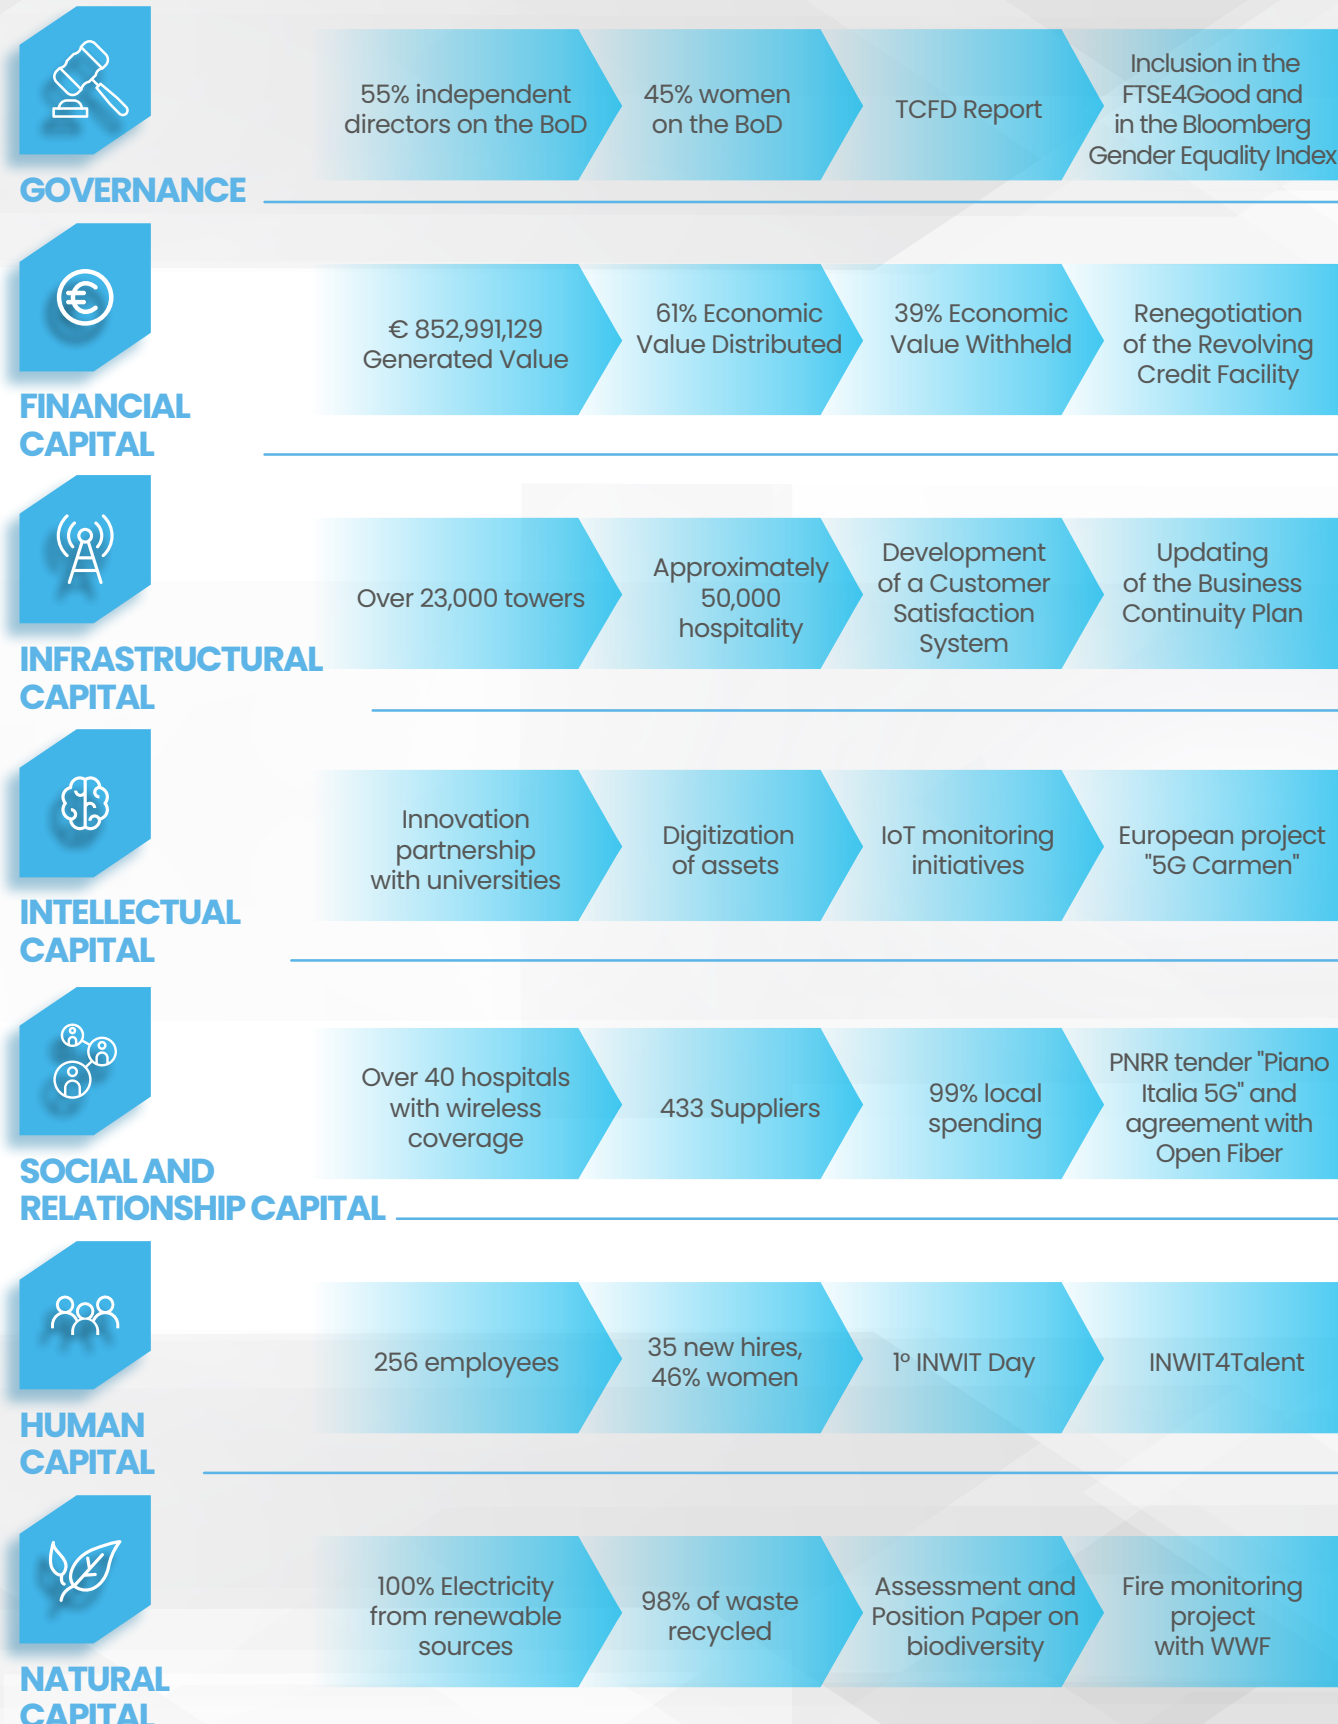 55% independent
directors on the BoD
45% women
on the BoD
TCFD Report
Inclusion in the
FTSE4Good and
in the Bloomberg
Gender Equality Index
GOVERNANCE
€ 852,991,129
Generated Value
61% Economic
Value Distributed
39% Economic
Value Withheld
Renegotiation
of the Revolving
Credit Facility
FINANCIAL
CAPITAL
Over 23,000 towers
Approximately
50,000
hospitality
Development
of a Customer
Satisfaction
System
Updating
of the Business
Continuity Plan
INFRASTRUCTURAL
CAPITAL
Innovation
partnership
with universities
Digitization
of assets
IoT monitoring
initiatives
European project
"5G Carmen"
INTELLECTUAL
CAPITAL
Over 40 hospitals
with wireless
coverage
433 Suppliers
99% local
spending
PNRR tender "Piano
Italia 5G" and
agreement with
Open Fiber
SOCIAL AND
RELATIONSHIP CAPITAL
256 employees
35 new hires,
46% women
1° INWIT Day
INWIT4Talent
HUMAN
CAPITAL
100% Electricity
from renewable
sources
98% of waste
recycled
Assessment and
Position Paper on
biodiversity
Fire monitoring
project
with WWF
NATURAL
CAPITAL